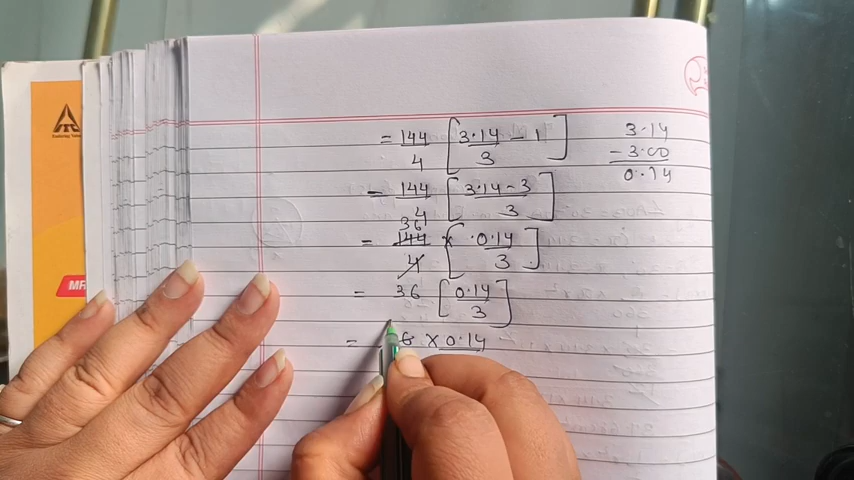 = 144/4 [3.14/3 - 1]
3.14
- 3.00
0.14
= 144/4 [3.14-3/3]
36
= 144/4 × [0.14/3]
= 36 [0.14/3]
= 6 × 0.14